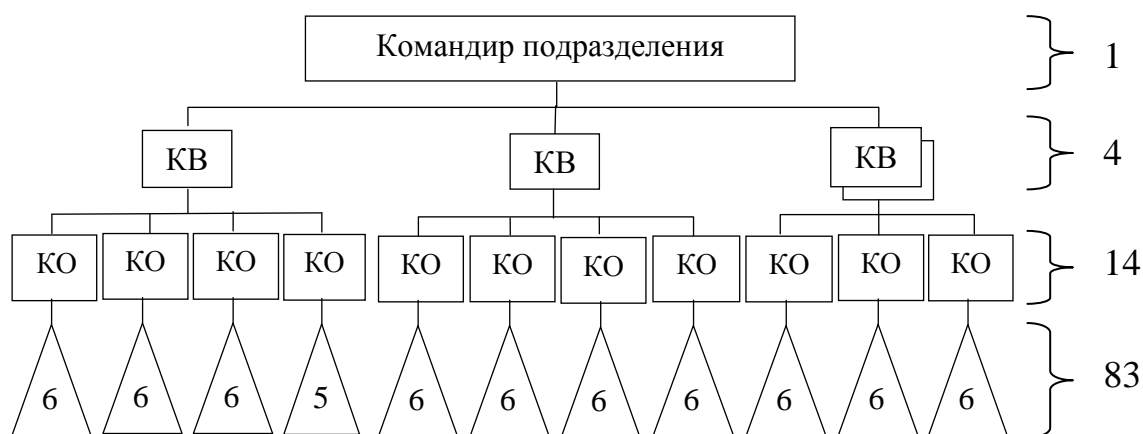 Командир подразделения
1
КВ КВ КВ
4
КО КО КО КО КО КО КО КО КО КО КО
14
6 6 6 5 6 6 6 6 6 6 6
83